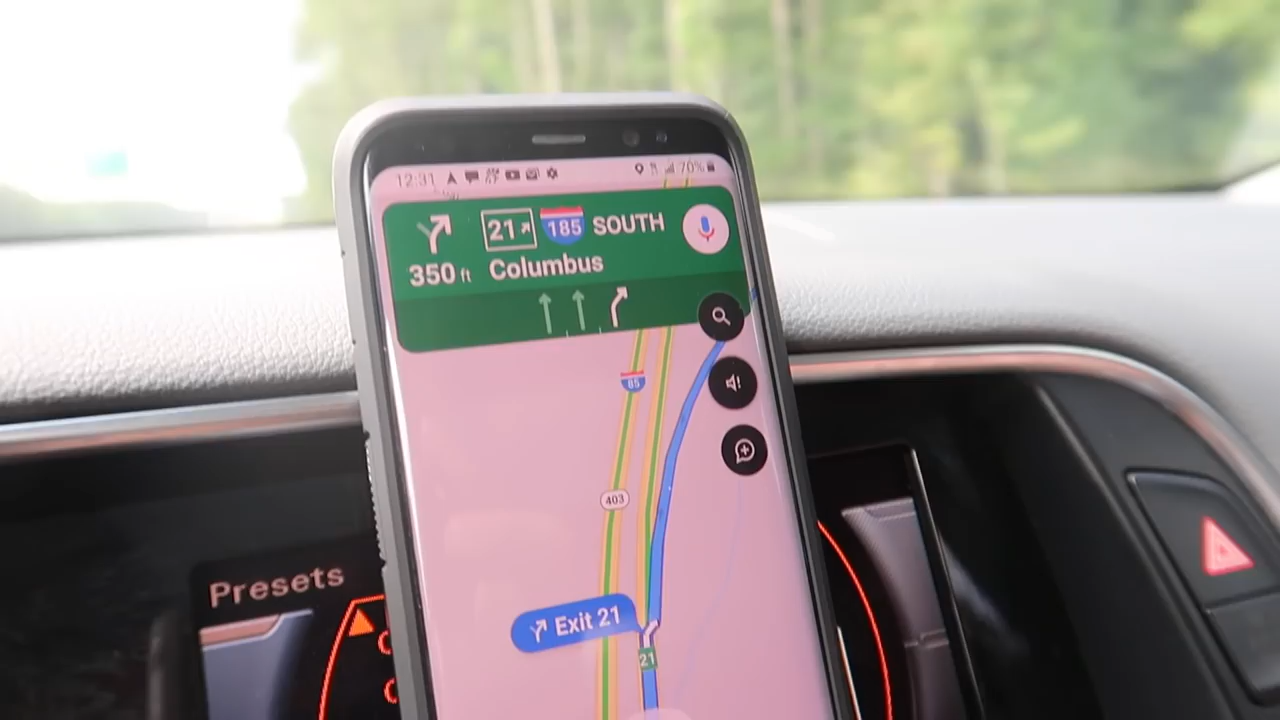 12:31 70%
21 185 SOUTH
350 ft Columbus
85
403
Exit 21
21
Presets